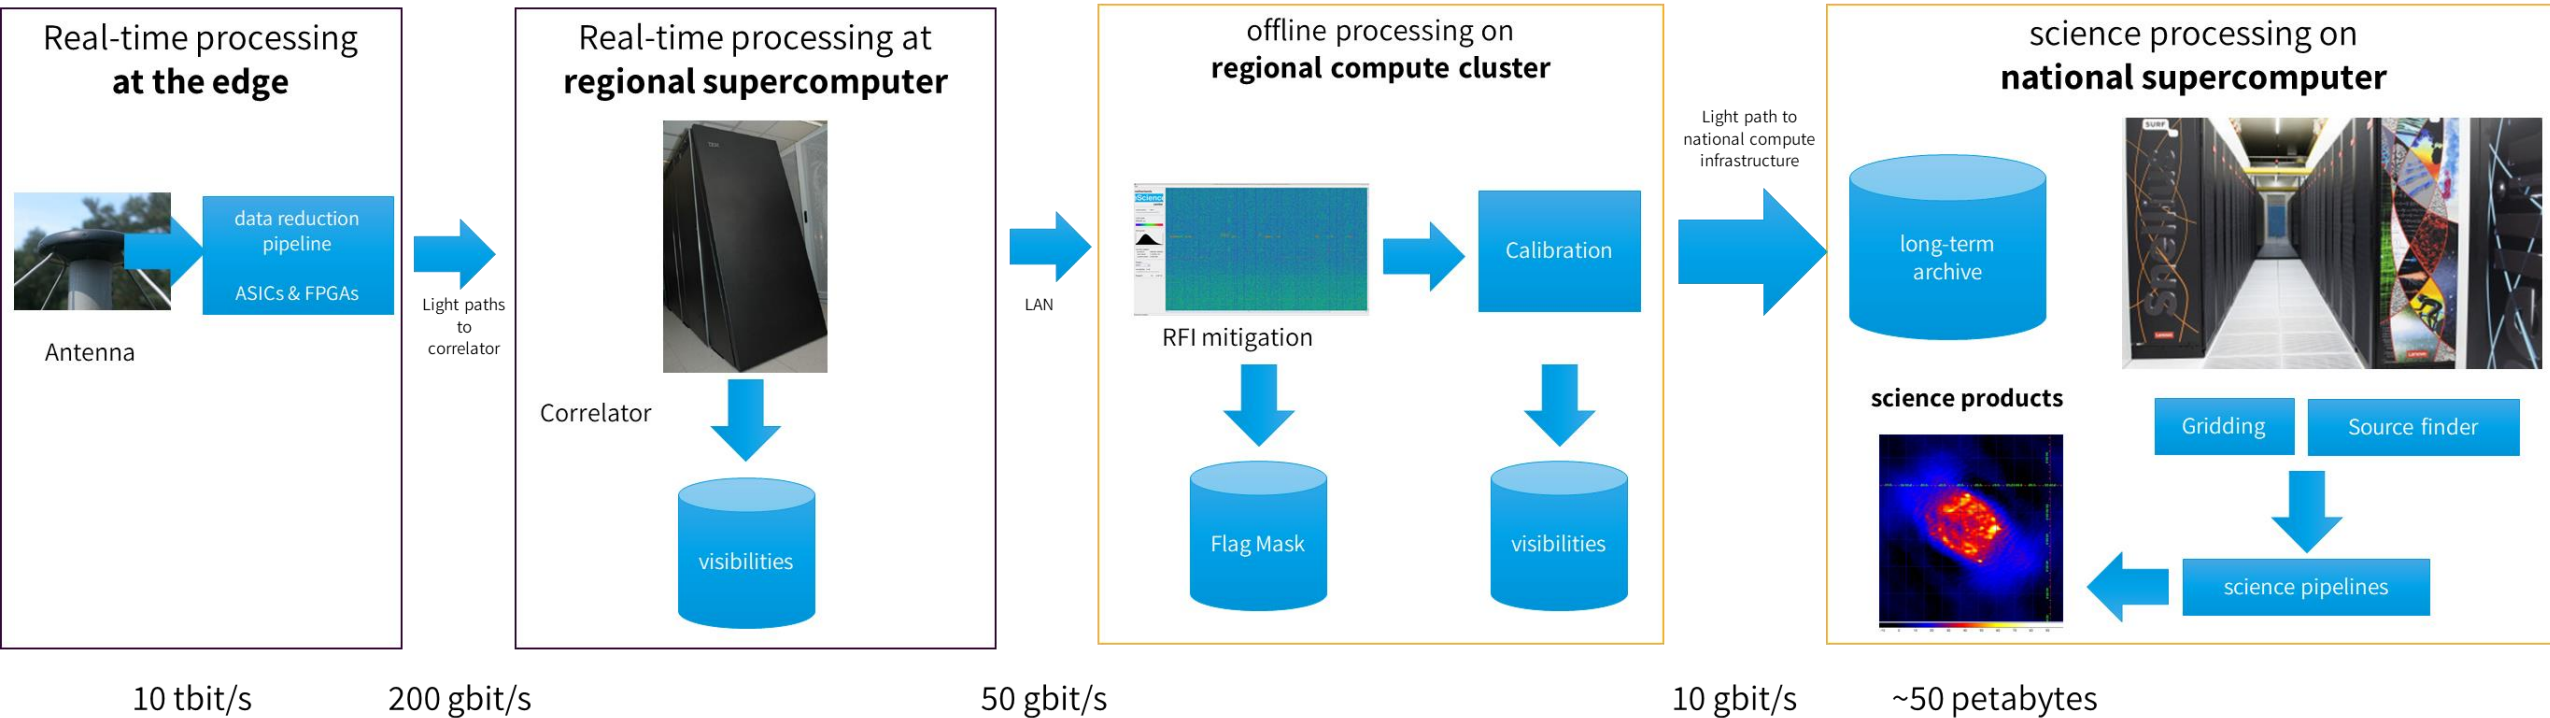 Real-time processing
at the edge
Antenna
data reduction
pipeline
ASICs & FPGAs
Light paths
to
correlator
Real-time processing at
regional supercomputer
Correlator
visibilities
LAN
offline processing on
regional compute cluster
RFI mitigation
Calibration
Flag Mask
visibilities
Light path to
national compute
infrastructure
science processing on
national supercomputer
long-term
archive
SURF
Snellius
science products
Gridding
Source finder
science pipelines
10 tbit/s
200 gbit/s
50 gbit/s
10 gbit/s
~50 petabytes